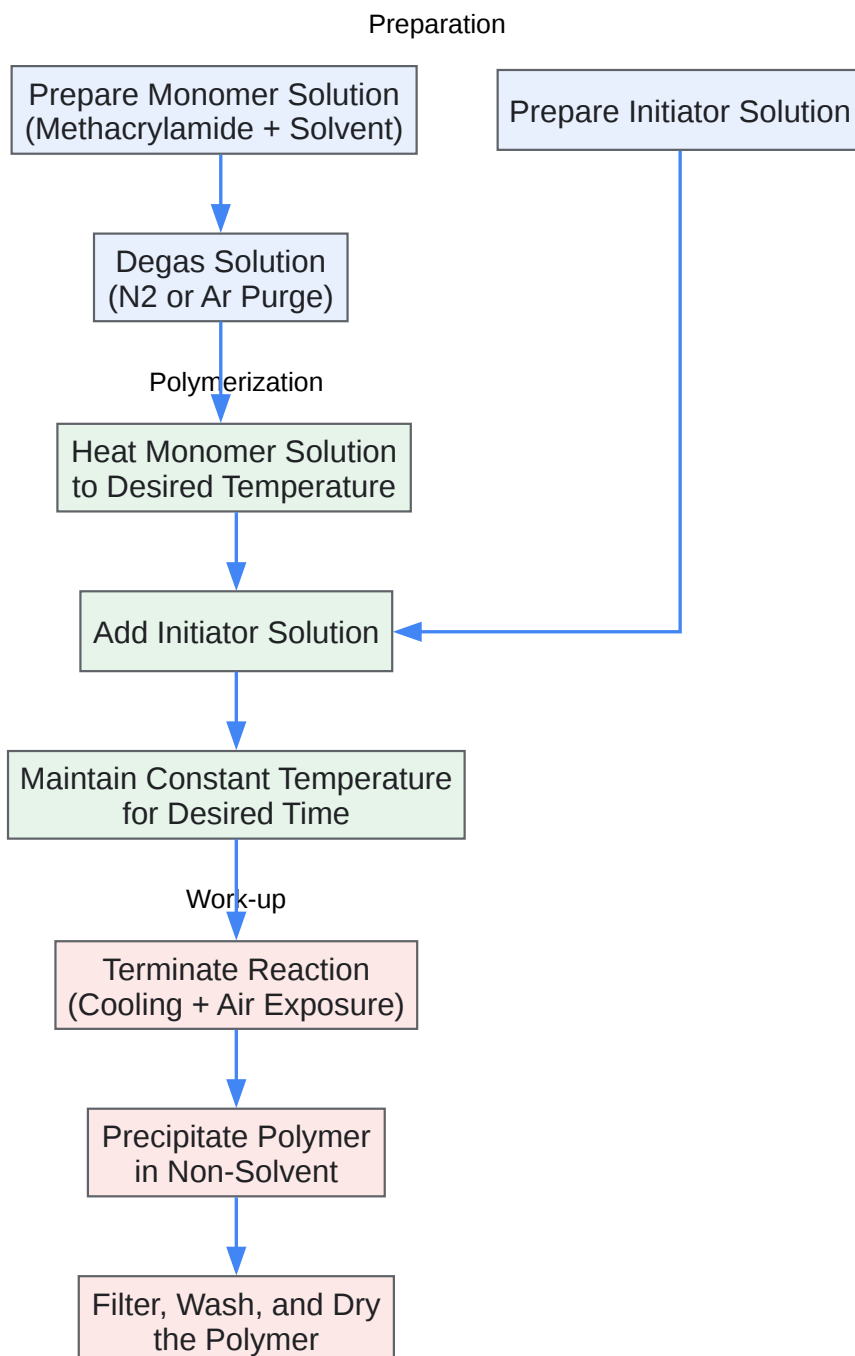 Preparation
Prepare Monomer Solution
(Methacrylamide + Solvent)
Prepare Initiator Solution
Degas Solution
(N2 or Ar Purge)
Polymerization
Heat Monomer Solution
to Desired Temperature
Add Initiator Solution
Maintain Constant Temperature
for Desired Time
Work-up
Terminate Reaction
(Cooling + Air Exposure)
Precipitate Polymer
in Non-Solvent
Filter, Wash, and Dry
the Polymer